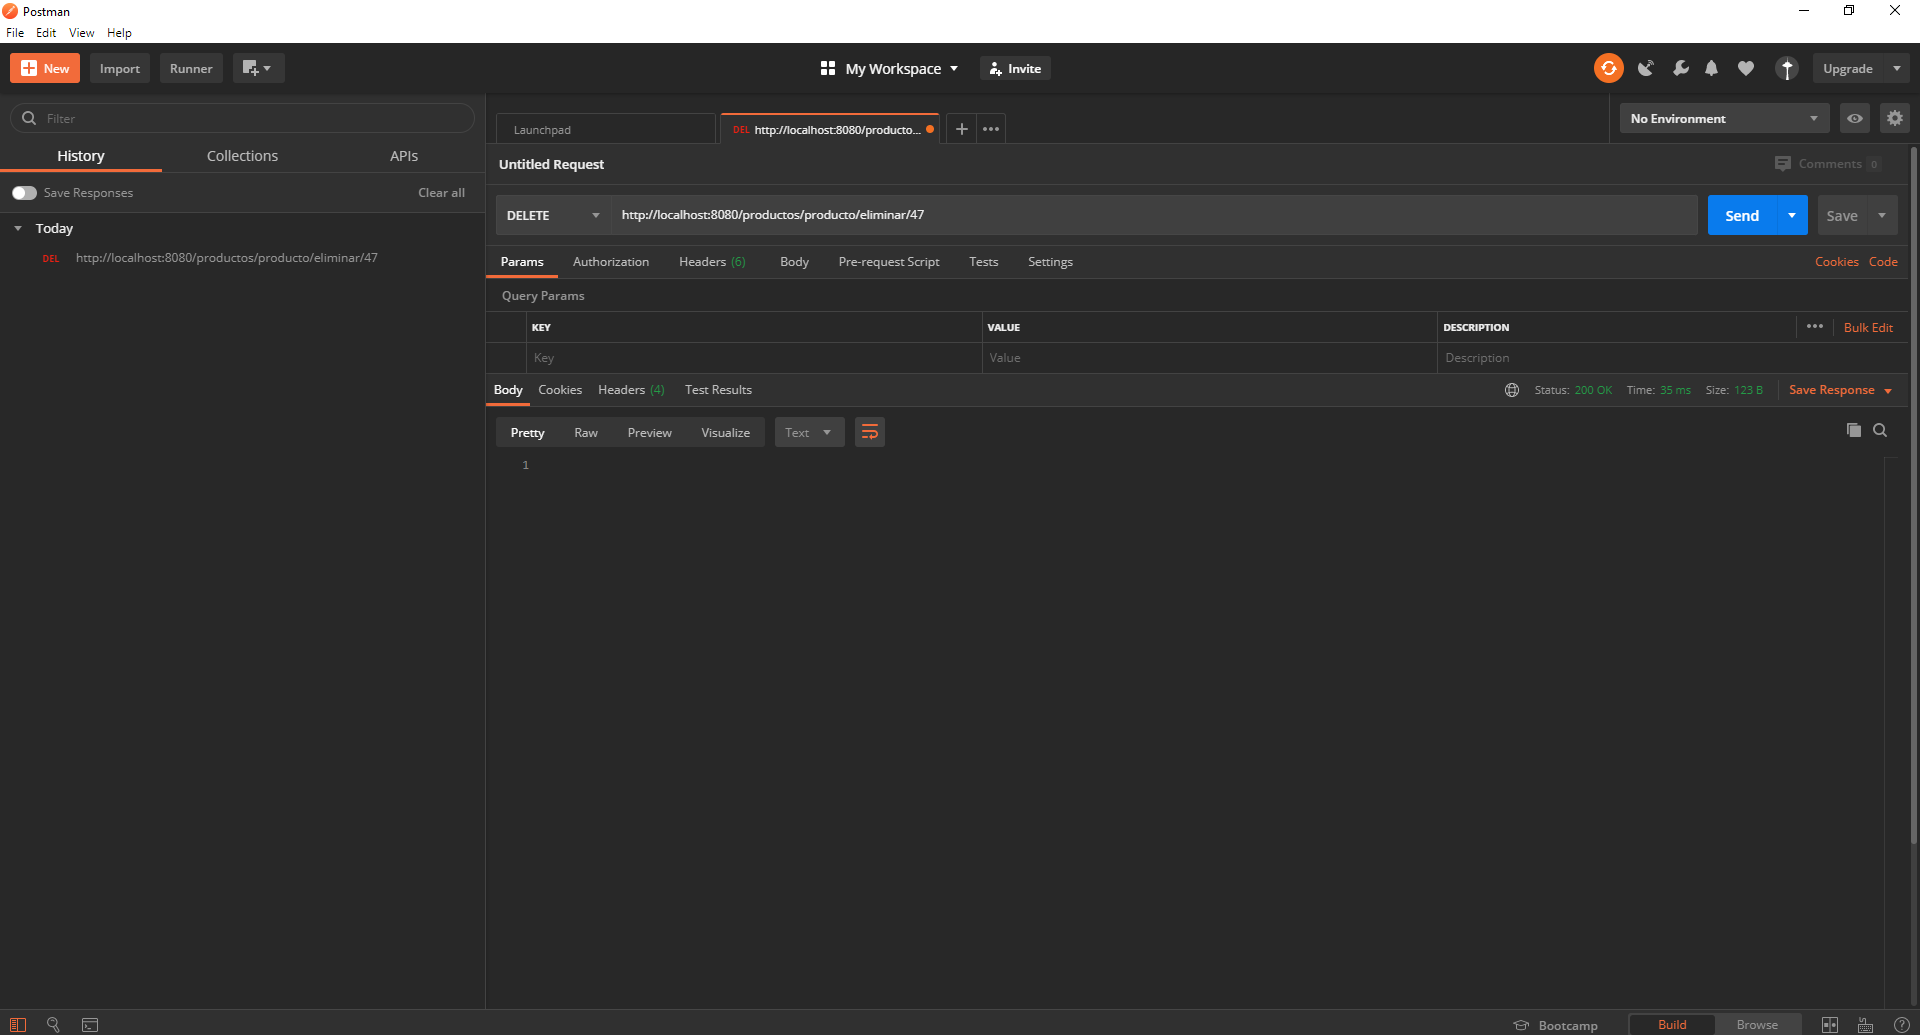 Postman
File Edit View Help
New Import Runner My Workspace Invite Upgrade
Filter
History Collections APIs
Save Responses Clear all
Today
DEL http://localhost:8080/productos/producto/eliminar/47
Launchpad DEL http://localhost:8080/producto... No Environment
Untitled Request Comments 0
DELETE http://localhost:8080/productos/producto/eliminar/47 Send Save
Params Authorization Headers (6) Body Pre-request Script Tests Settings Cookies Code
Query Params
KEY VALUE DESCRIPTION Bulk Edit
Key Value Description
Body Cookies Headers (4) Test Results Status: 200 OK Time: 35 ms Size: 123 B Save Response
Pretty Raw Preview Visualize Text
1
Bootcamp Build Browse